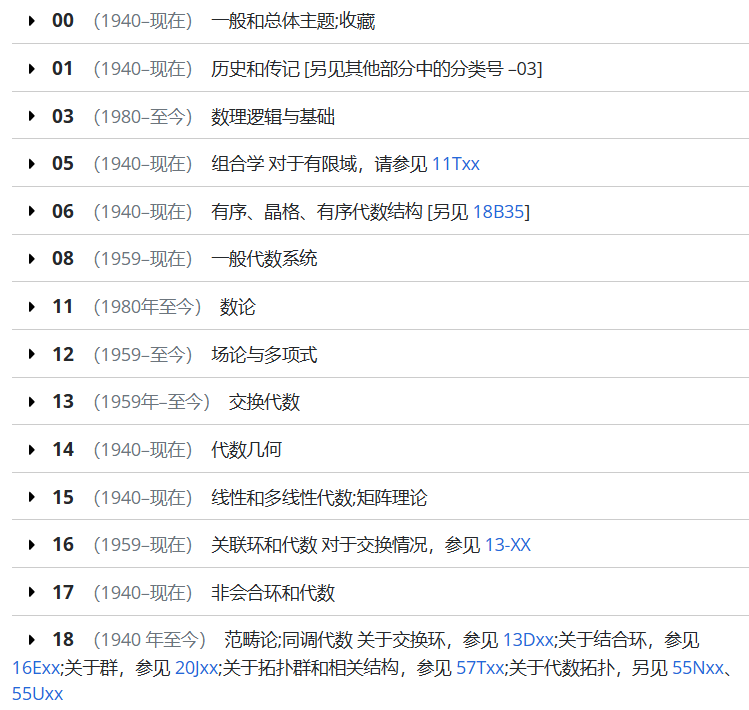 00 （1940–现在） 一般和总体主题;收藏
01 （1940–现在） 历史和传记 [另见其他部分中的分类号 –03]
03 （1980–至今） 数理逻辑与基础
05 （1940–现在） 组合学 对于有限域，请参见 11Txx
06 （1940–现在） 有序、晶格、有序代数结构 [另见 18B35]
08 （1959–现在） 一般代数系统
11 （1980年至今） 数论
12 （1959–至今） 场论与多项式
13 （1959年–至今） 交换代数
14 （1940–现在） 代数几何
15 （1940–现在） 线性和多线性代数;矩阵理论
16 （1959–现在） 关联环和代数 对于交换情况，参见 13-XX
17 （1940–现在） 非会合环和代数
18 （1940 年至今） 范畴论;同调代数 关于交换环，参见 13Dxx;关于结合环，参见
16Exx;关于群，参见 20Jxx;关于拓扑群和相关结构，参见 57Txx;关于代数拓扑，另见 55Nxx、
55Uxx